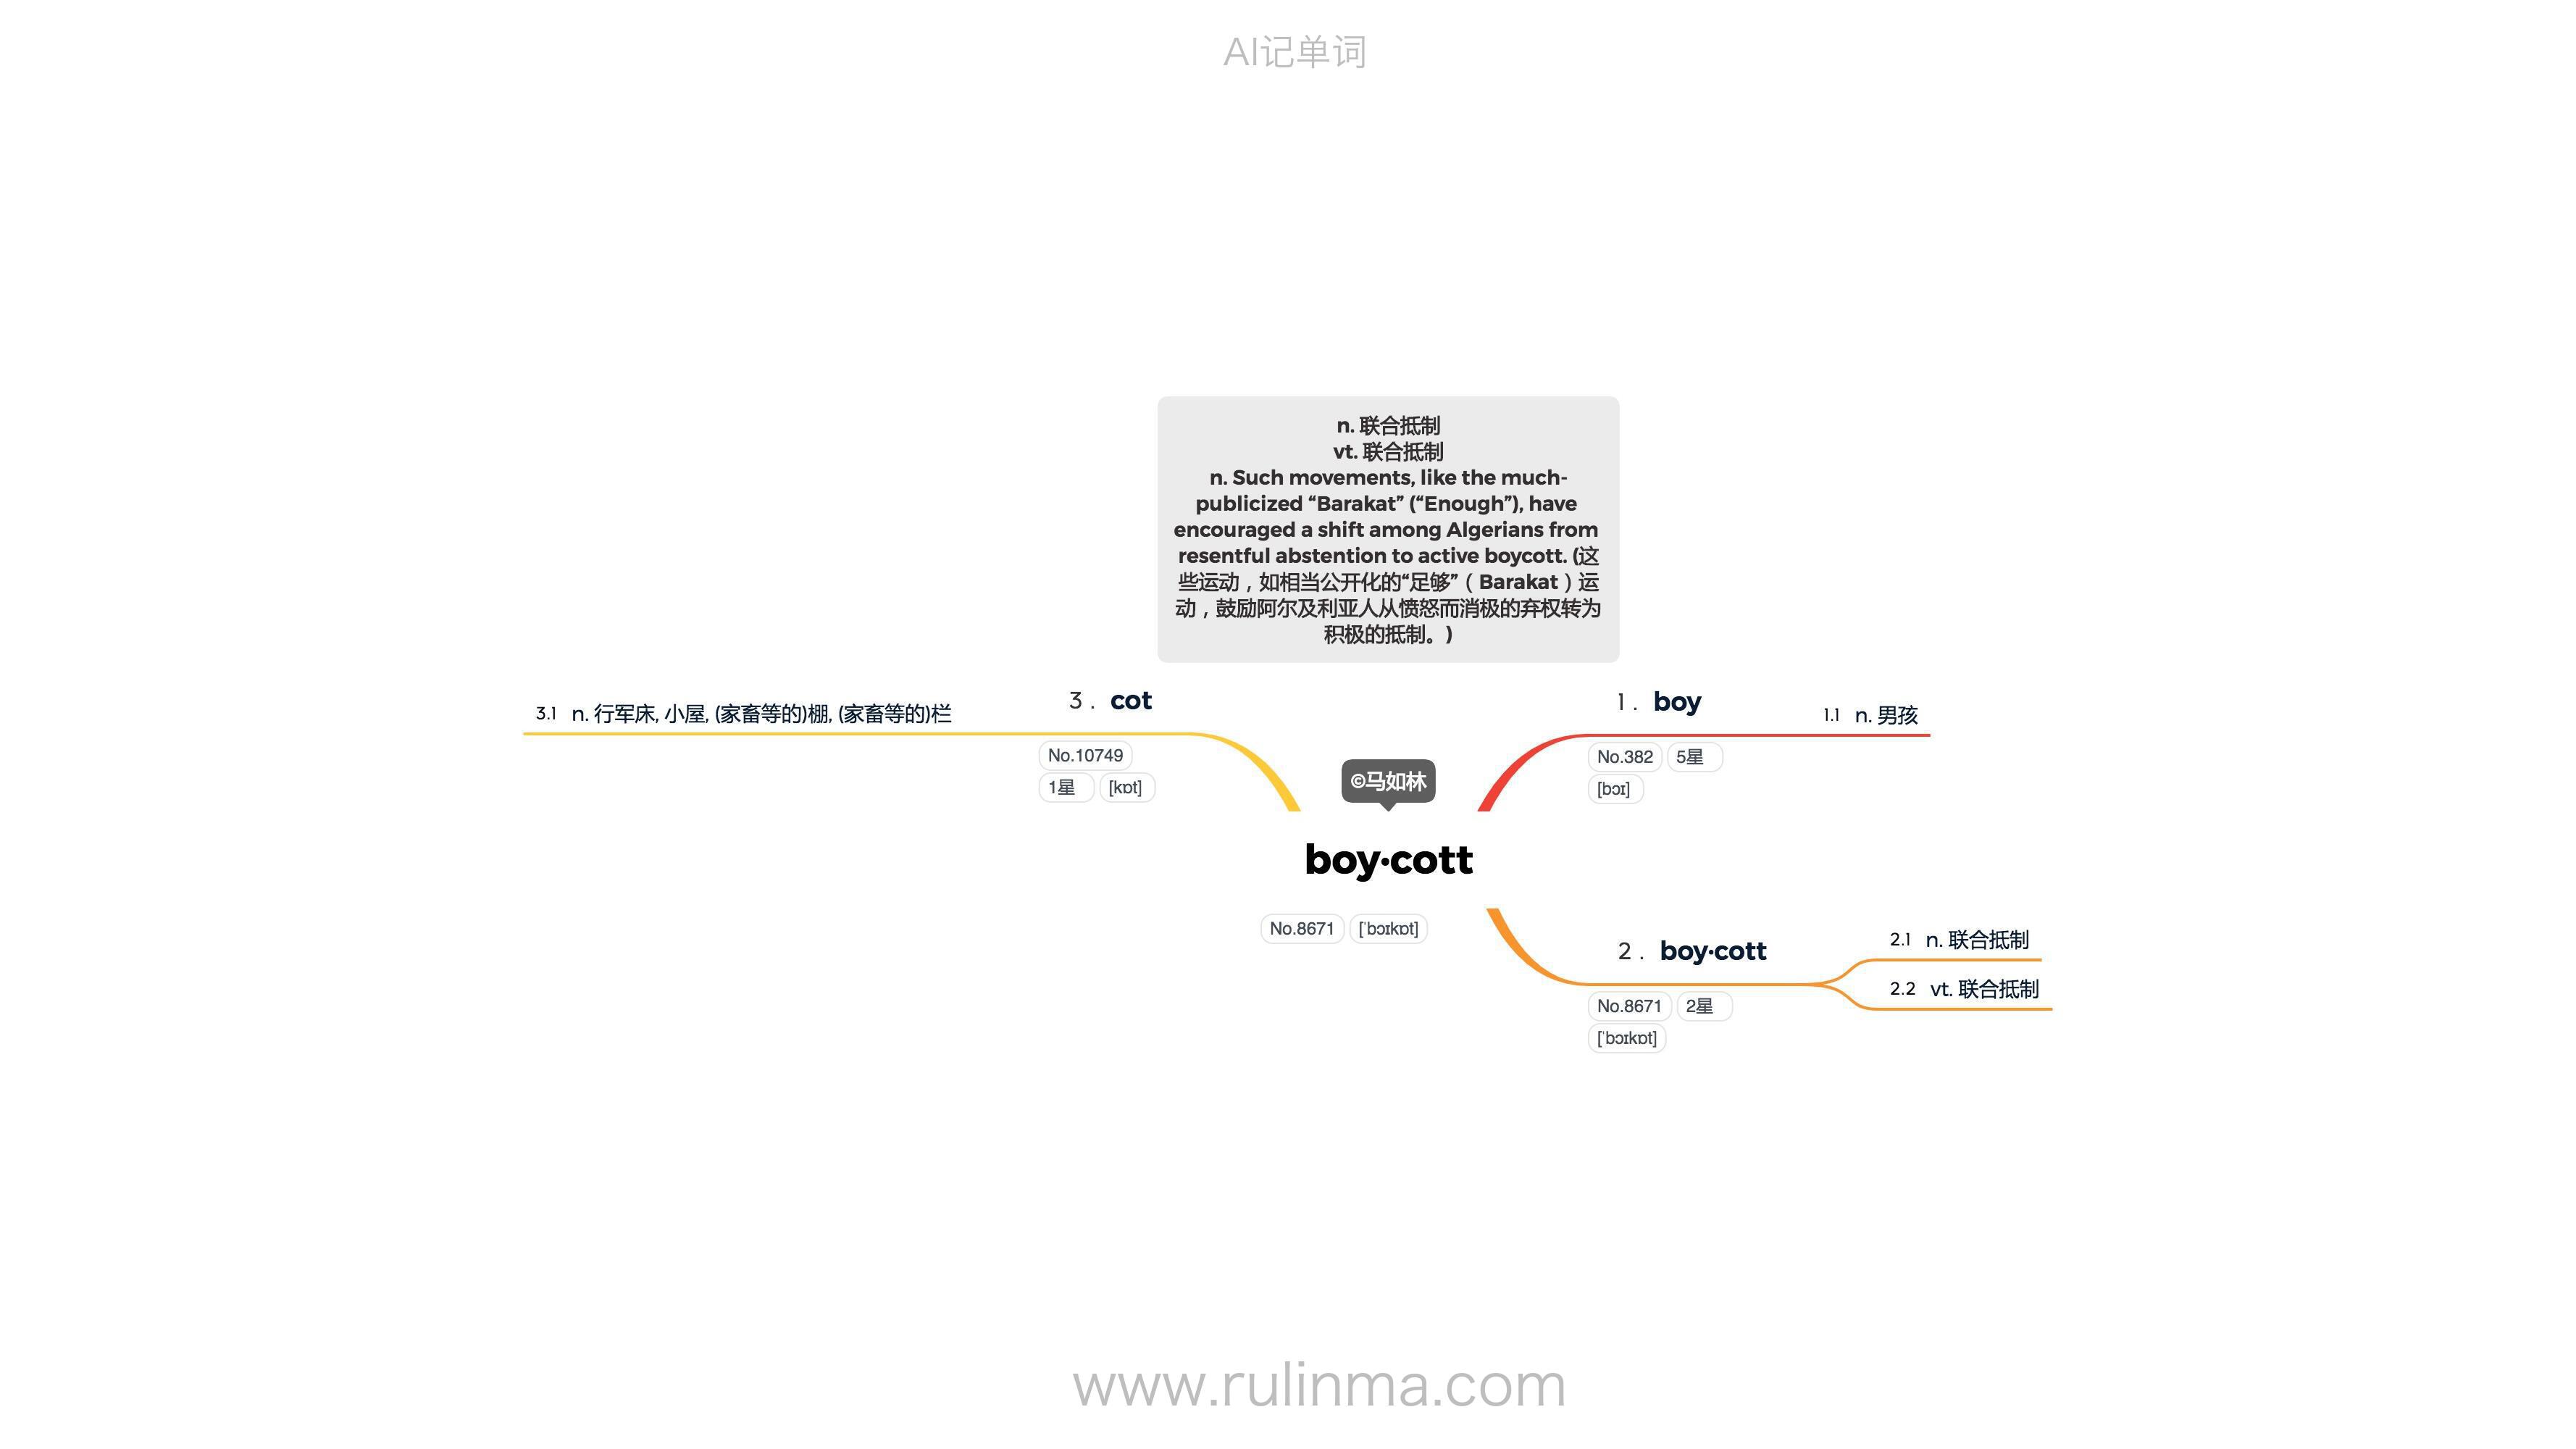 AI记单词
n. 联合抵制
vt. 联合抵制
n. Such movements, like the much-
publicized “Barakat” (“Enough”), have
encouraged a shift among Algerians from
resentful abstention to active boycott. (这
些运动，如相当公开化的“足够”（Barakat）运
动，鼓励阿尔及利亚人从愤怒而消极的弃权转为
积极的抵制。)
3 . cot
3.1 n. 行军床, 小屋, (家畜等的)棚, (家畜等的)栏
No.10749
1星 [kɒt]
1 . boy
1.1 n. 男孩
No.382 5星
[bɔɪ]
©马如林
boy·cott
No.8671 [ˈbɔɪkɒt]
2 . boy·cott
2.1 n. 联合抵制
2.2 vt. 联合抵制
No.8671 2星
[ˈbɔɪkɒt]
www.rulinma.com